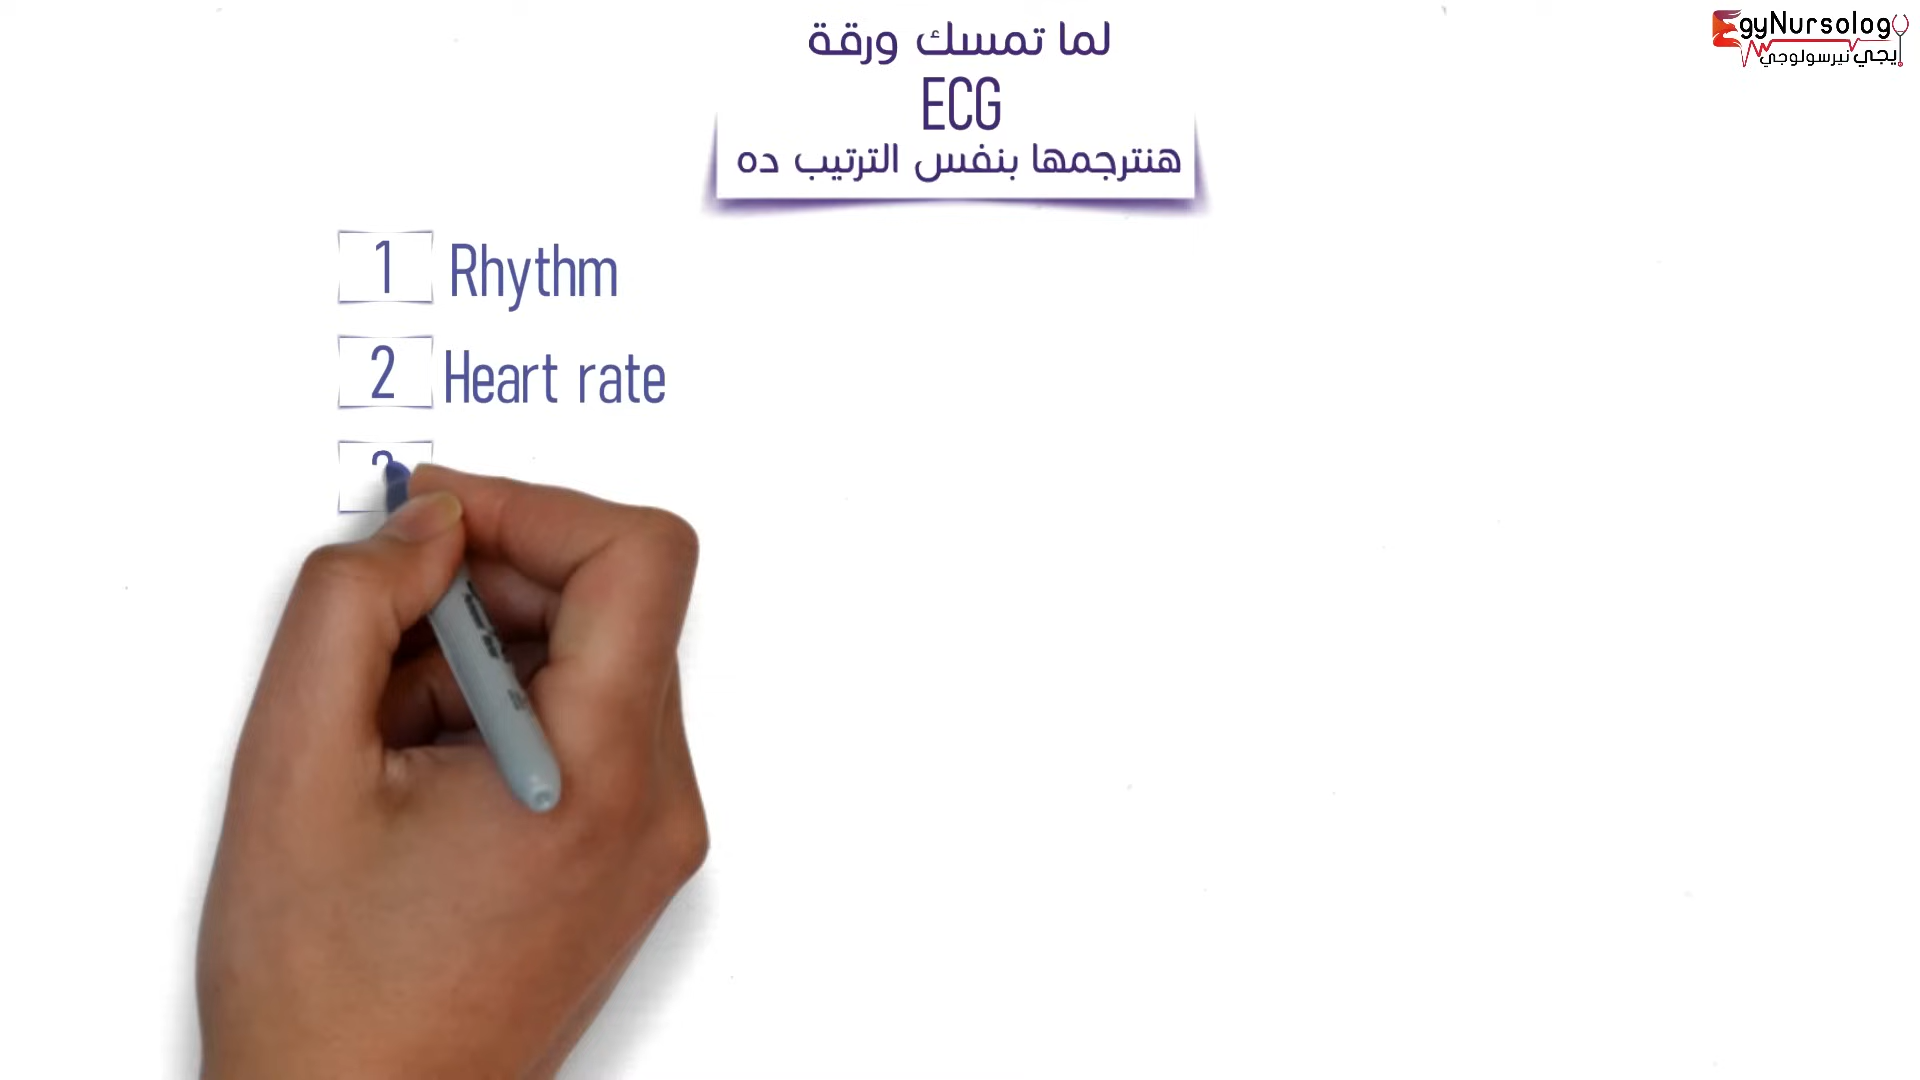 لما تمسك ورقة
ECG
هنترجمها بنفس الترتيب ده
EgyNursology
إيجي نيرسولوجي
1 Rhythm
2 Heart rate